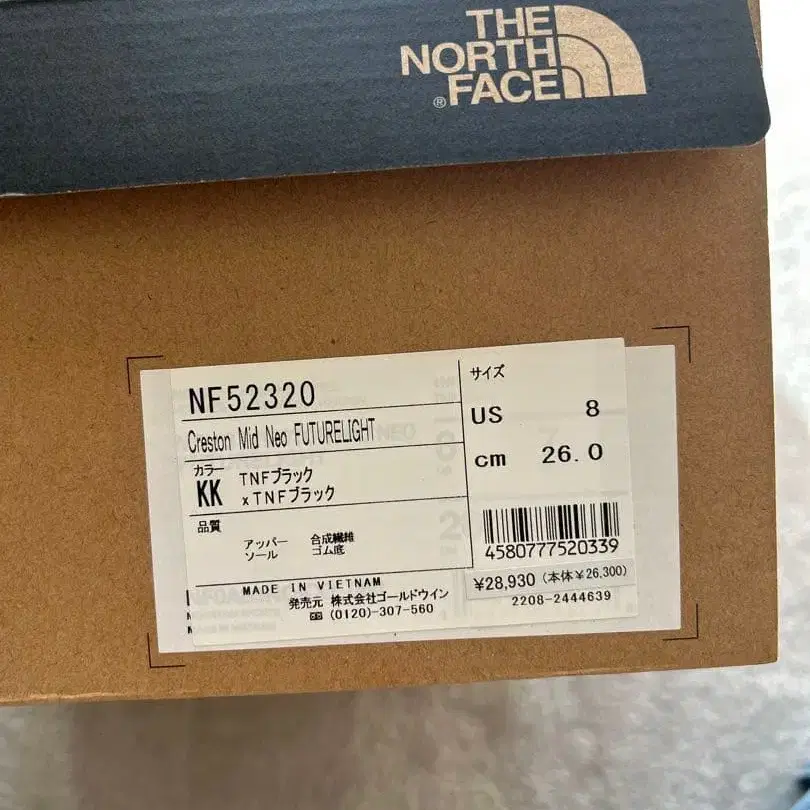 THE
NORTH
FACE
®
NF52320
Creston Mid Neo FUTURELIGHT
カラー
KK TNFブラック
xTNFブラック
品質
アッパー 合成繊維
ソール ゴム底
MADE IN VIETNAM
発売元 株式会社ゴールドウイン
(0120)-307-560
サイズ
US 8
cm 26.0
4580777520339
¥28,930 (本体¥26,300)
2208-2444639